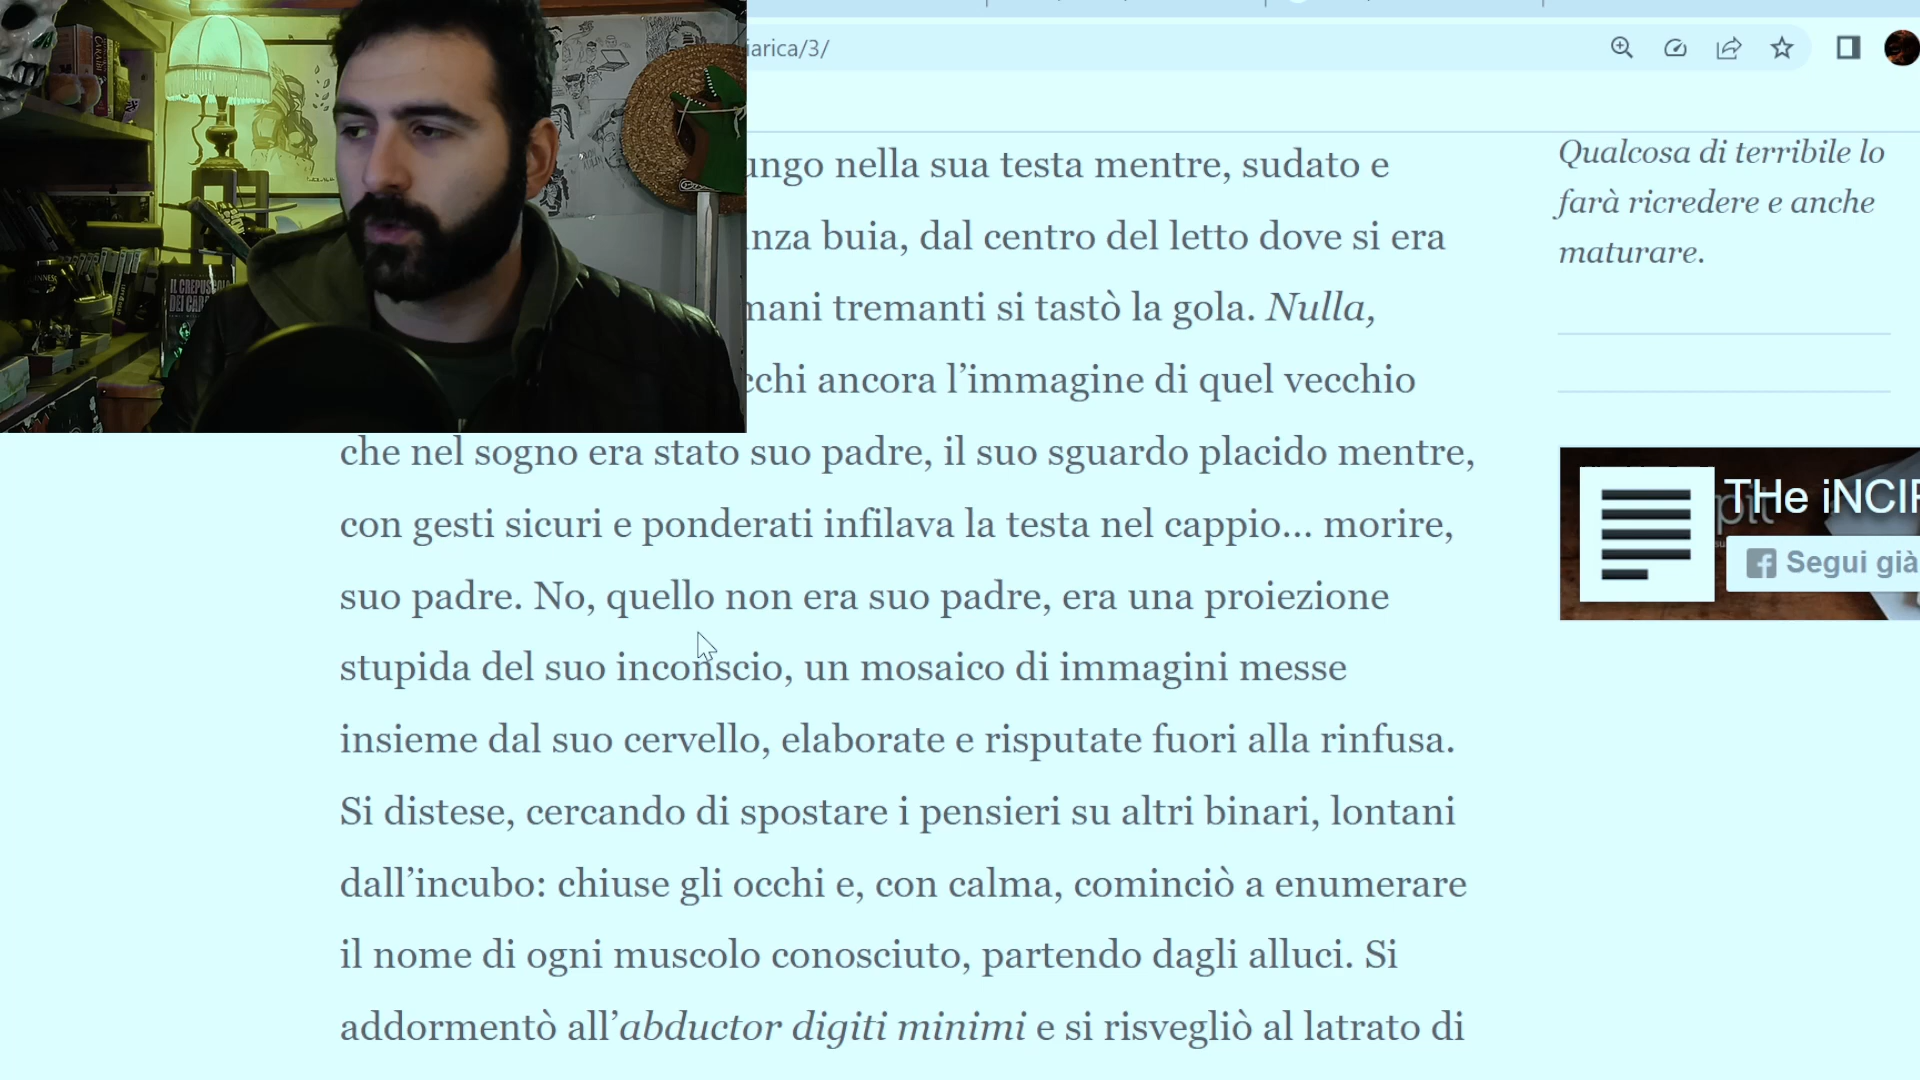 iarica/3/
ungo nella sua testa mentre, sudato e
nza buia, dal centro del letto dove si era
mani tremanti si tastò la gola. Nulla,
cchi ancora l’immagine di quel vecchio
che nel sogno era stato suo padre, il suo sguardo placido mentre,
con gesti sicuri e ponderati infilava la testa nel cappio... morire,
suo padre. No, quello non era suo padre, era una proiezione
stupida del suo inconscio, un mosaico di immagini messe
insieme dal suo cervello, elaborate e risputate fuori alla rinfusa.
Si distese, cercando di spostare i pensieri su altri binari, lontani
dall’incubo: chiuse gli occhi e, con calma, cominciò a enumerare
il nome di ogni muscolo conosciuto, partendo dagli alluci. Si
addormentò all’abductor digiti minimi e si risvegliò al latrato di
Qualcosa di terribile lo
farà ricredere e anche
maturare.
THe iNCIP
pit
Segui già
IL CREPUSCOLO
DEI